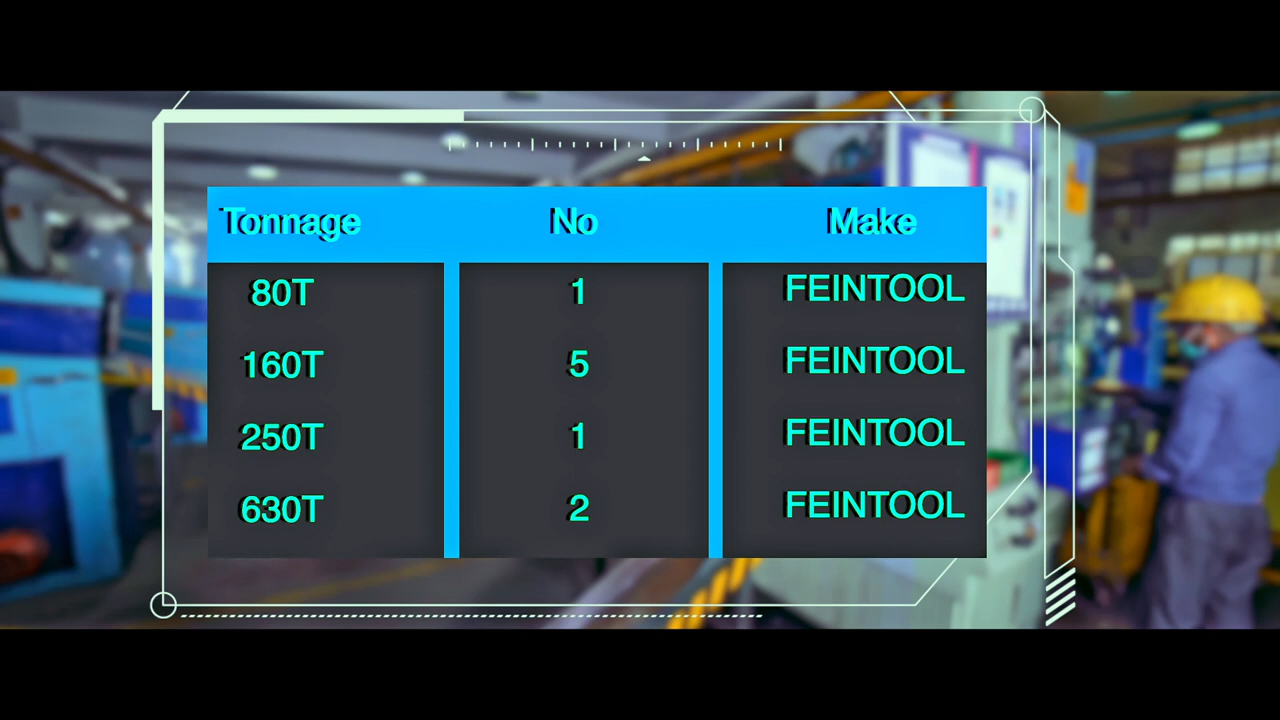 Tonnage No Make
80T 1 FEINTOOL
160T 5 FEINTOOL
250T 1 FEINTOOL
630T 2 FEINTOOL